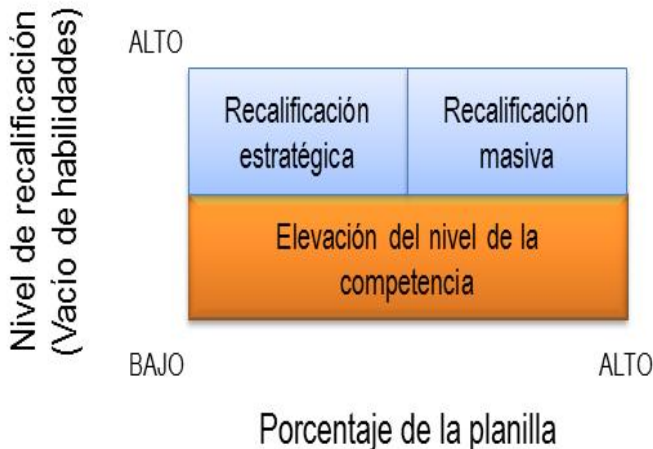 Nivel de recalificación
(Vacío de habilidades)
ALTO
Recalificación
estratégica
Recalificación
masiva
Elevación del nivel de la
competencia
BAJO
ALTO
Porcentaje de la planilla